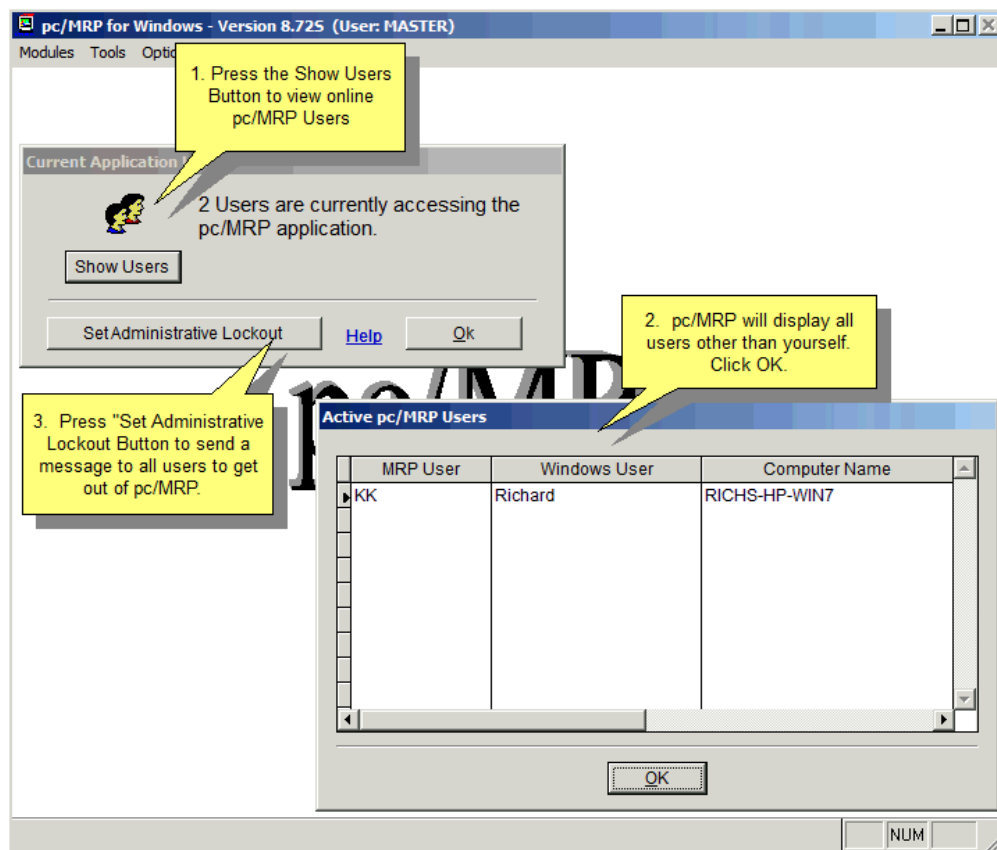 pc/MRP for Windows - Version 8.72S (User: MASTER)
Modules Tools
1. Press the Show Users
Button to view online
pc/MRP Users
Current Application
2 Users are currently accessing the
pc/MRP application.
Show Users
Set Administrative Lockout
Help
Ok
2. pc/MRP will display all
users other than yourself.
Click OK.
3. Press "Set Administrative
Lockout Button to send a
message to all users to get
out of pc/MRP.
pc/MRP
Active pc/MRP Users
MRP User Windows User Computer Name
KK Richard RICHS-HP-WIN7
OK
NUM